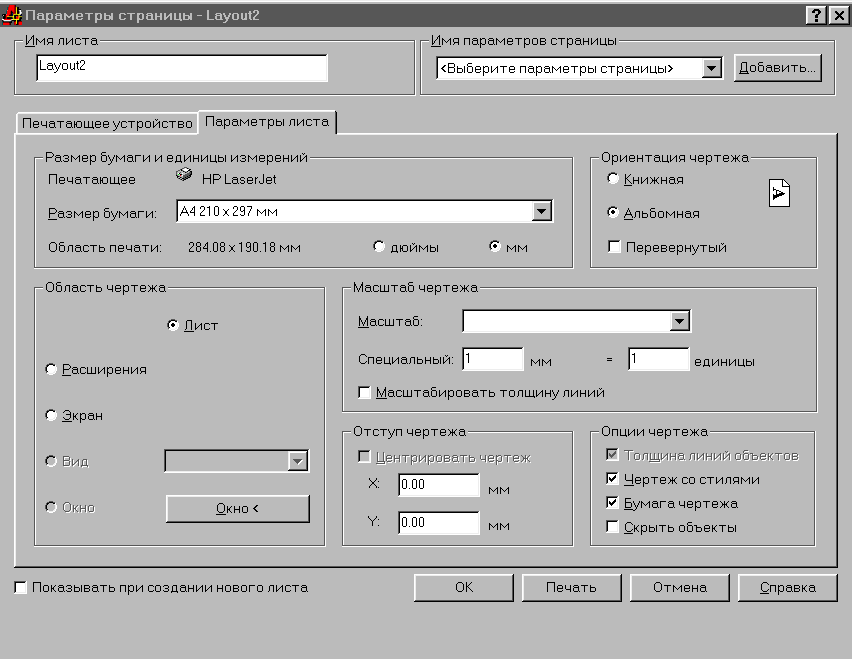 Параметры страницы - Layout2
Имя листа
Layout2
Имя параметров страницы
<Выберите параметры страницы>
Добавить...
Печатающее устройство
Параметры листа
Размер бумаги и единицы измерений
Печатающее HP LaserJet
Размер бумаги: A4 210 x 297 мм
Область печати: 284.08 x 190.18 мм дюймы мм
Ориентация чертежа
Книжная
Альбомная
Перевернутый
A
Область чертежа
Лист
Расширения
Экран
Вид
Окно Окно <
Масштаб чертежа
Масштаб:
Специальный: 1 мм = 1 единицы
Масштабировать толщину линий
Отступ чертежа
Центрировать чертеж
X: 0.00 мм
Y: 0.00 мм
Опции чертежа
Толщина линий объектов
Чертеж со стилями
Бумага чертежа
Скрыть объекты
Показывать при создании нового листа
OK Печать Отмена Справка